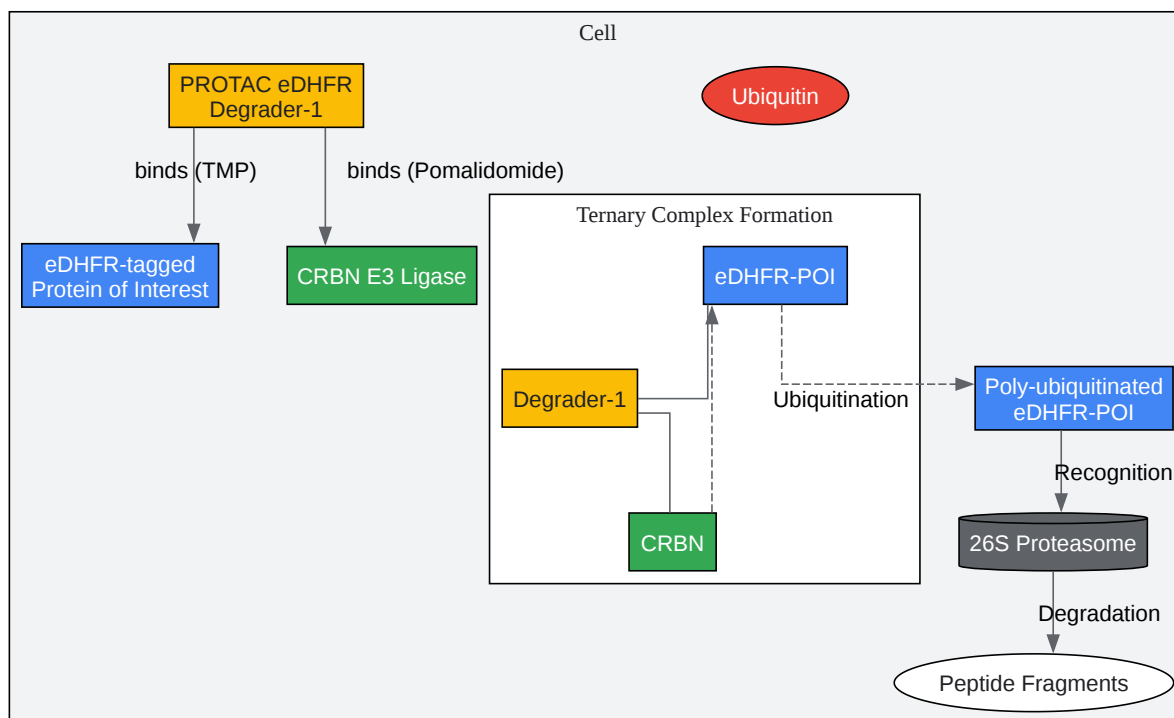 Cell
PROTAC eDHFR
Degrader-1
Ubiquitin
binds (TMP)
binds (Pomalidomide)
eDHFR-tagged
Protein of Interest
CRBN E3 Ligase
Ternary Complex Formation
eDHFR-POI
Degrader-1
Ubiquitination
CRBN
Poly-ubiquitinated
eDHFR-POI
Recognition
26S Proteasome
Degradation
Peptide Fragments